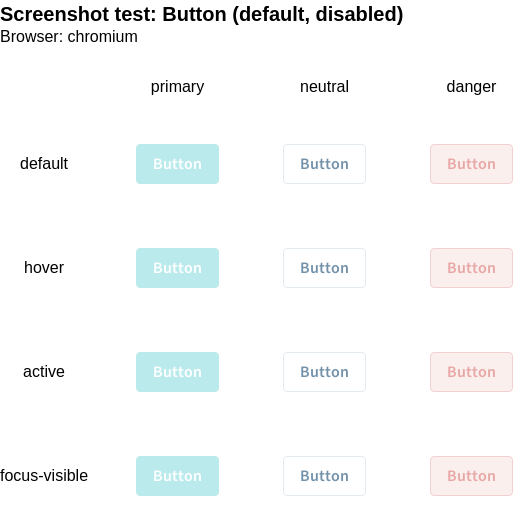 Screenshot test: Button (default, disabled)
Browser: chromium
primary neutral danger
default Button Button Button
hover Button Button Button
active Button Button Button
focus-visible Button Button Button